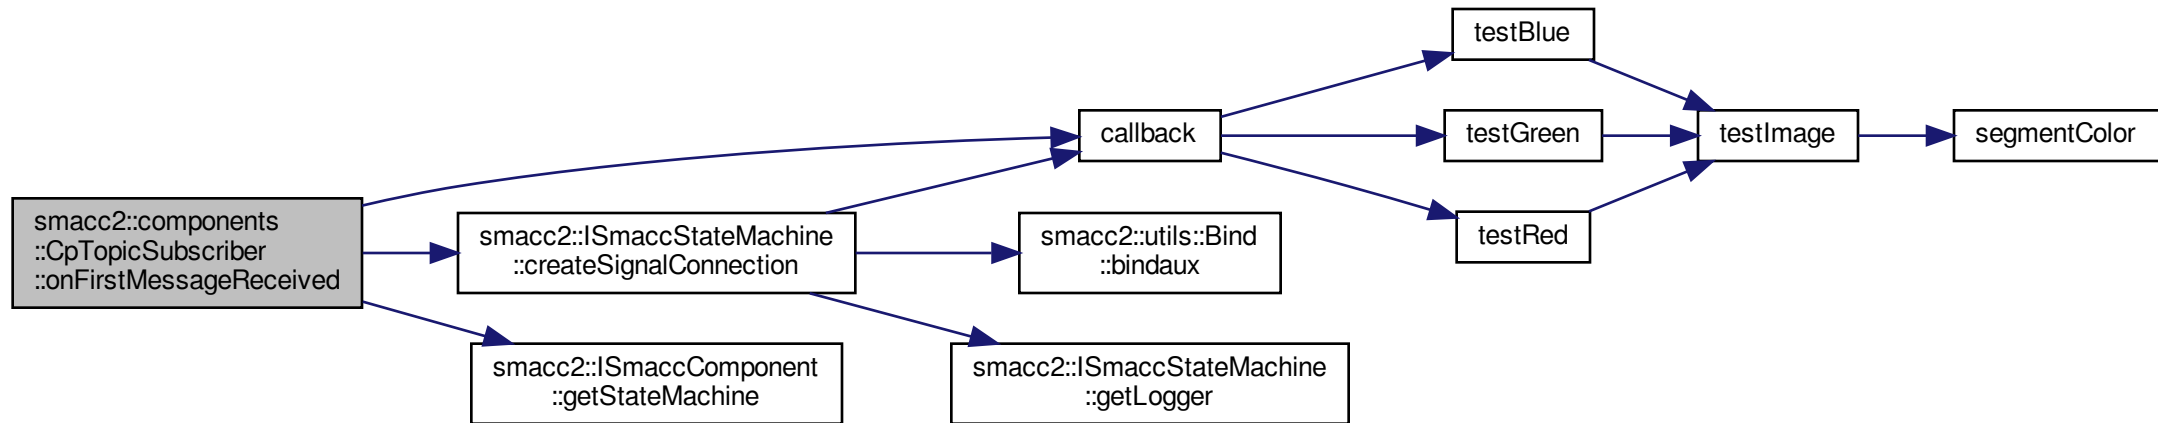 smacc2::components
::CpTopicSubscriber
::onFirstMessageReceived
callback
smacc2::ISmaccStateMachine
::createSignalConnection
smacc2::ISmaccComponent
::getStateMachine
testBlue
testGreen
testRed
smacc2::utils::Bind
::bindaux
smacc2::ISmaccStateMachine
::getLogger
testImage
segmentColor